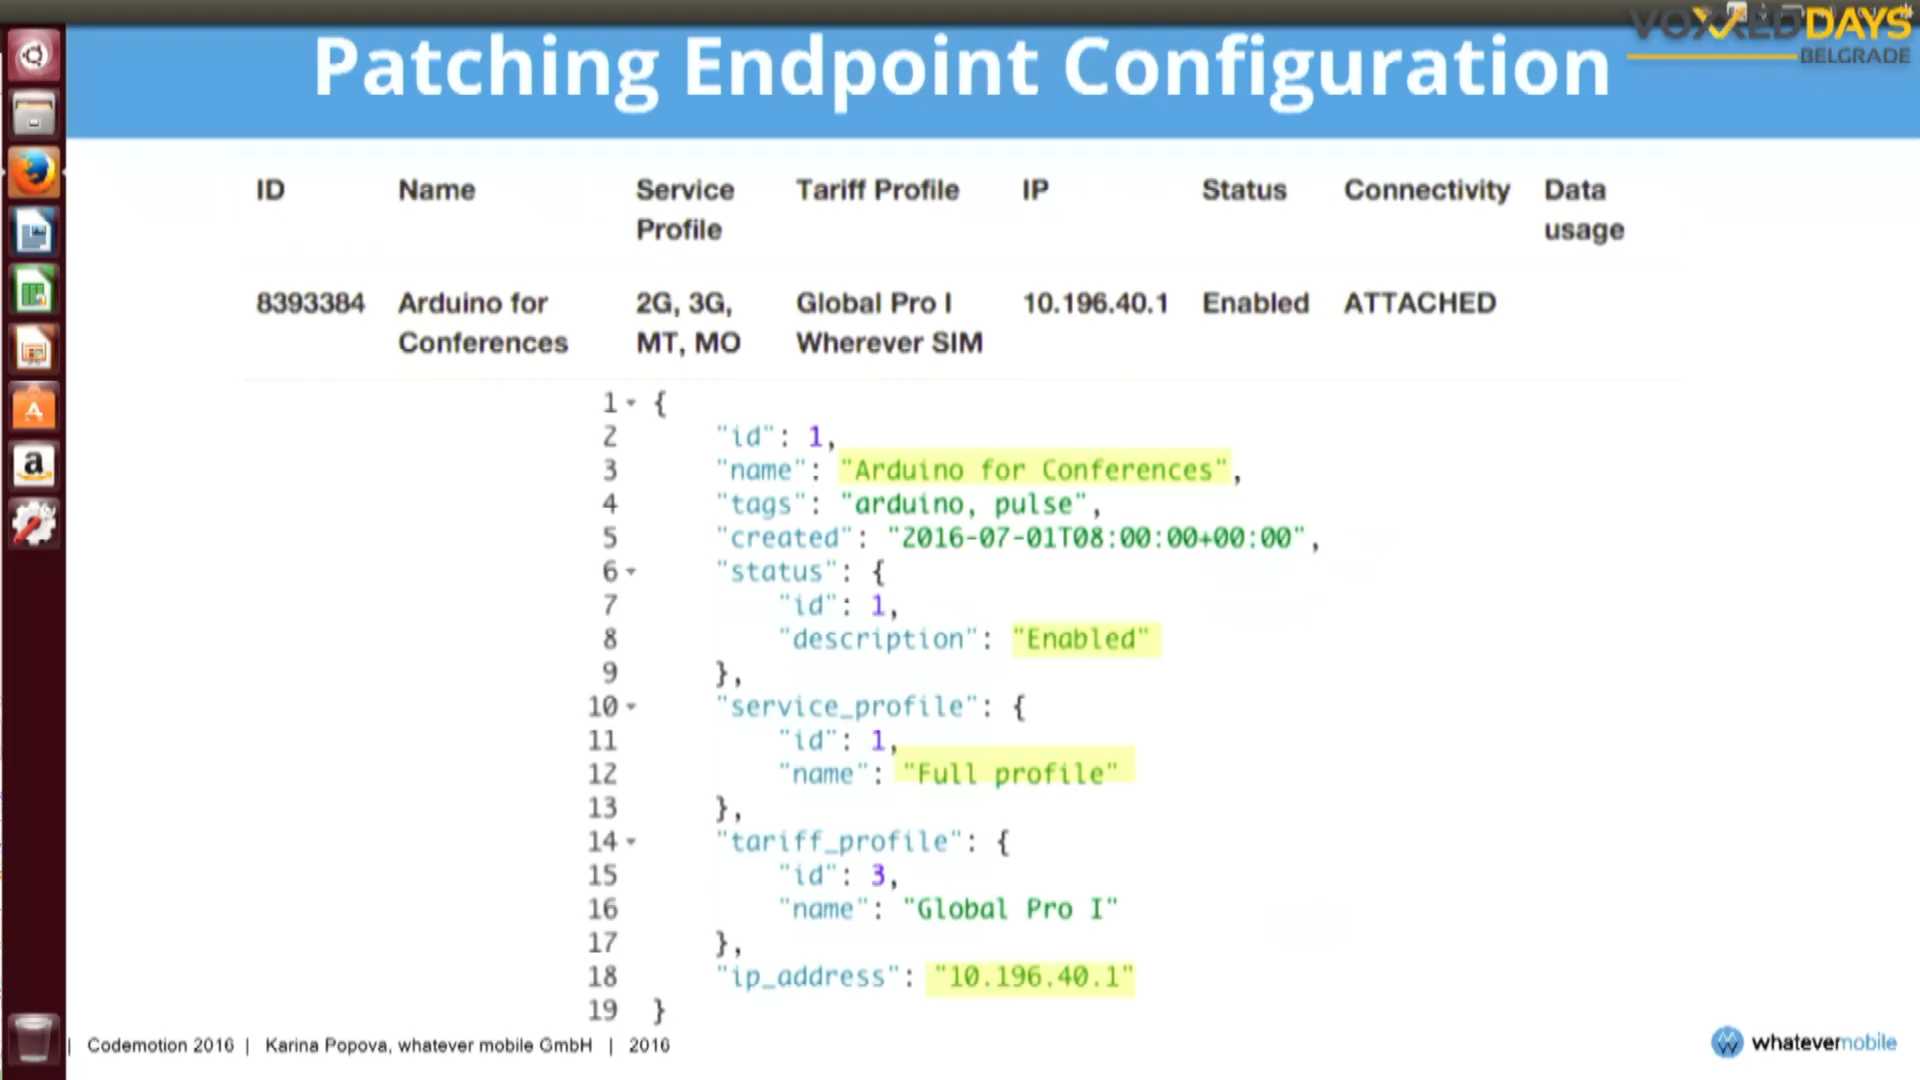 VOXXED DAYS
BELGRADE
Patching Endpoint Configuration
ID Name Service Profile Tariff Profile IP Status Connectivity Data usage
8393384 Arduino for Conferences 2G, 3G, MT, MO Global Pro I Wherever SIM 10.196.40.1 Enabled ATTACHED
1 {
2 "id": 1,
3 "name": "Arduino for Conferences",
4 "tags": "arduino, pulse",
5 "created": "2016-07-01T08:00:00+00:00",
6 "status": {
7 "id": 1,
8 "description": "Enabled"
9 },
10 "service_profile": {
11 "id": 1,
12 "name": "Full profile"
13 },
14 "tariff_profile": {
15 "id": 3,
16 "name": "Global Pro I"
17 },
18 "ip_address": "10.196.40.1"
19 }
| Codemotion 2016 | Karina Popova, whatever mobile GmbH | 2016
whatevermobile